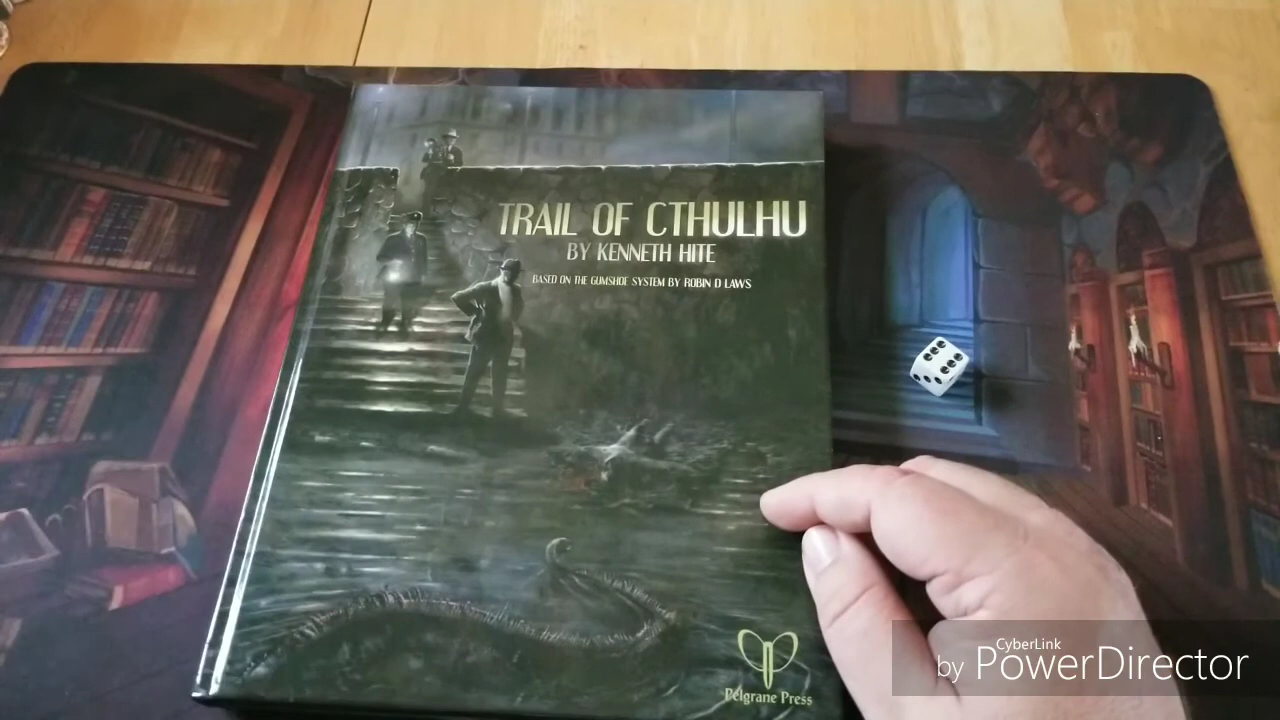 TRAIL OF CTHULHU
BY KENNETH HITE
BASED ON THE GUMSHOE SYSTEM BY ROBIN D LAWS
Pelgrane Press
CyberLink
by PowerDirector